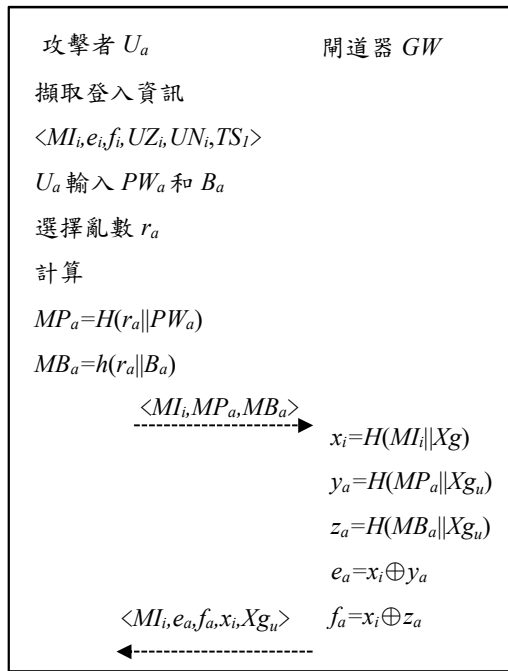 攻擊者 Uₐ 閘道器 GW
擷取登入資訊
<MIᵢ,eᵢ,fᵢ,UZᵢ,UNᵢ,TS₁>
Uₐ 輸入 PWₐ 和 Bₐ
選擇亂數 rₐ
計算
MPₐ=H(rₐ||PWₐ)
MBₐ=h(rₐ||Bₐ)
<MIᵢ,MPₐ,MBₐ>
xᵢ=H(MIᵢ||Xg)
yₐ=H(MPₐ||Xgᵤ)
zₐ=H(MBₐ||Xgᵤ)
eₐ=xᵢ⊕yₐ
<MIᵢ,eₐ,fₐ,xᵢ,Xgᵤ> fₐ=xᵢ⊕zₐ